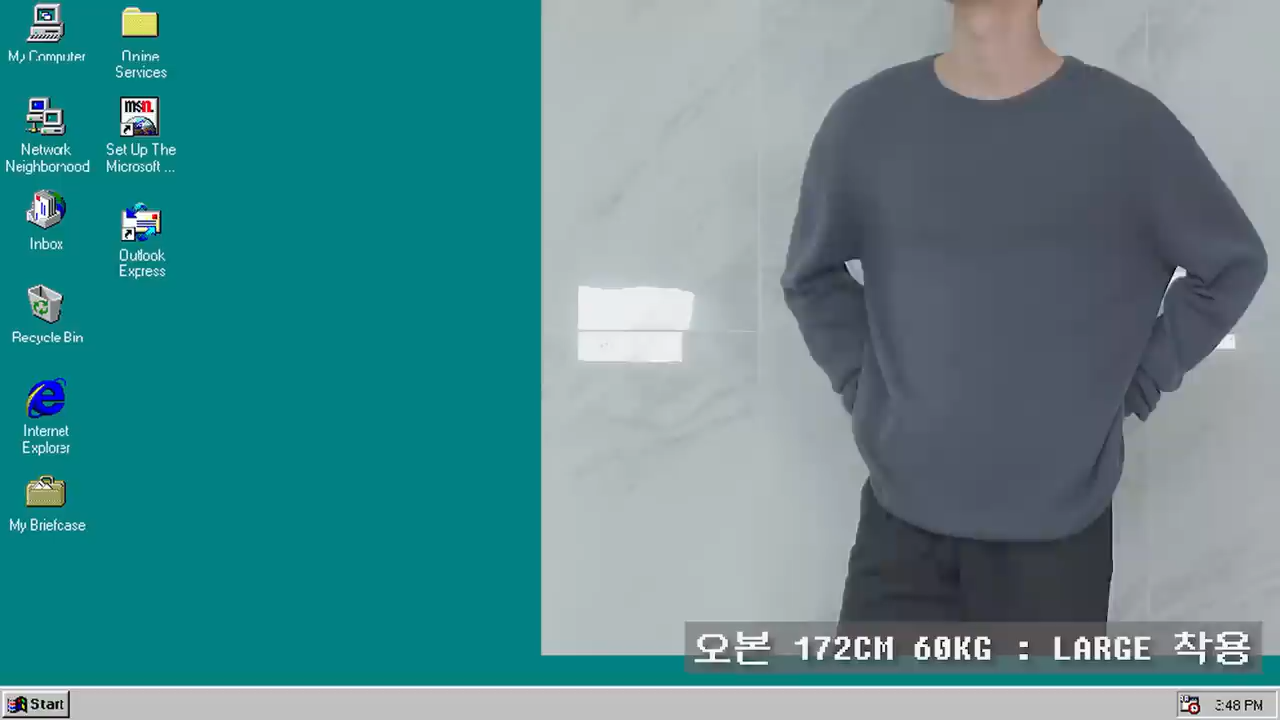 My Computer
Online
Services
Network
Neighborhood
msn.
Set Up The
Microsoft ...
Inbox
Outlook
Express
Recycle Bin
Internet
Explorer
My Briefcase
오본 172CM 60KG : LARGE 착용
Start
3:48 PM